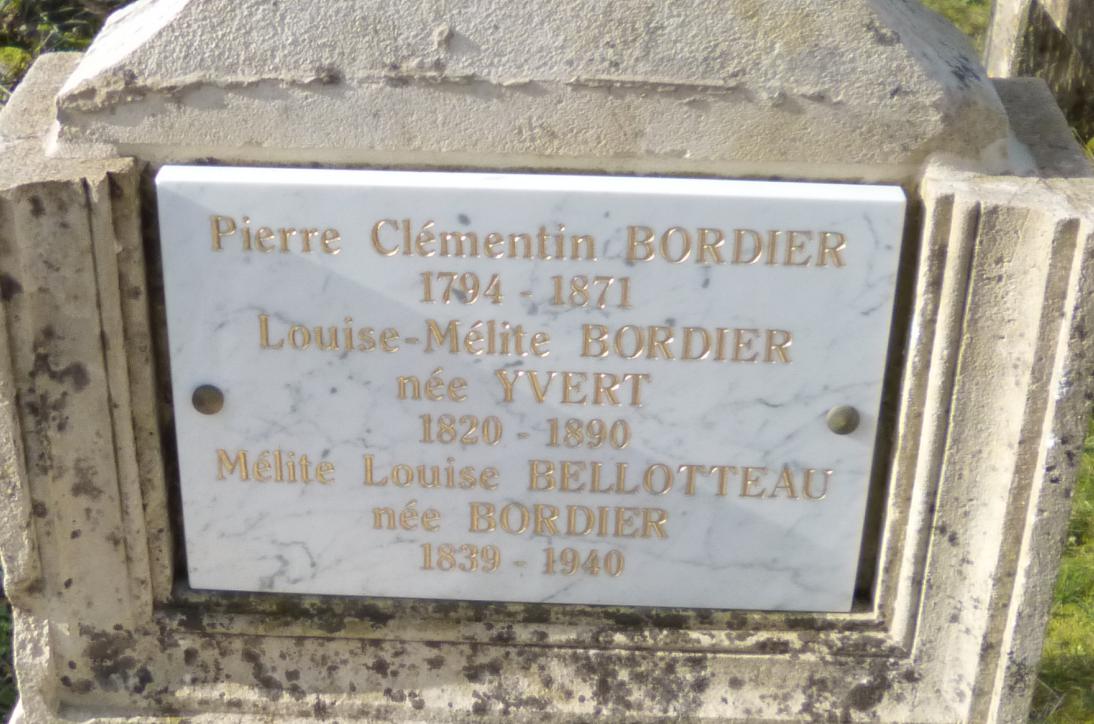 Pierre Clémentin BORDIER
1794 - 1871
Louise-Mélite BORDIER
née YVERT
1820 - 1890
Mélite Louise BELLOTTEAU
née BORDIER
1839 - 1940